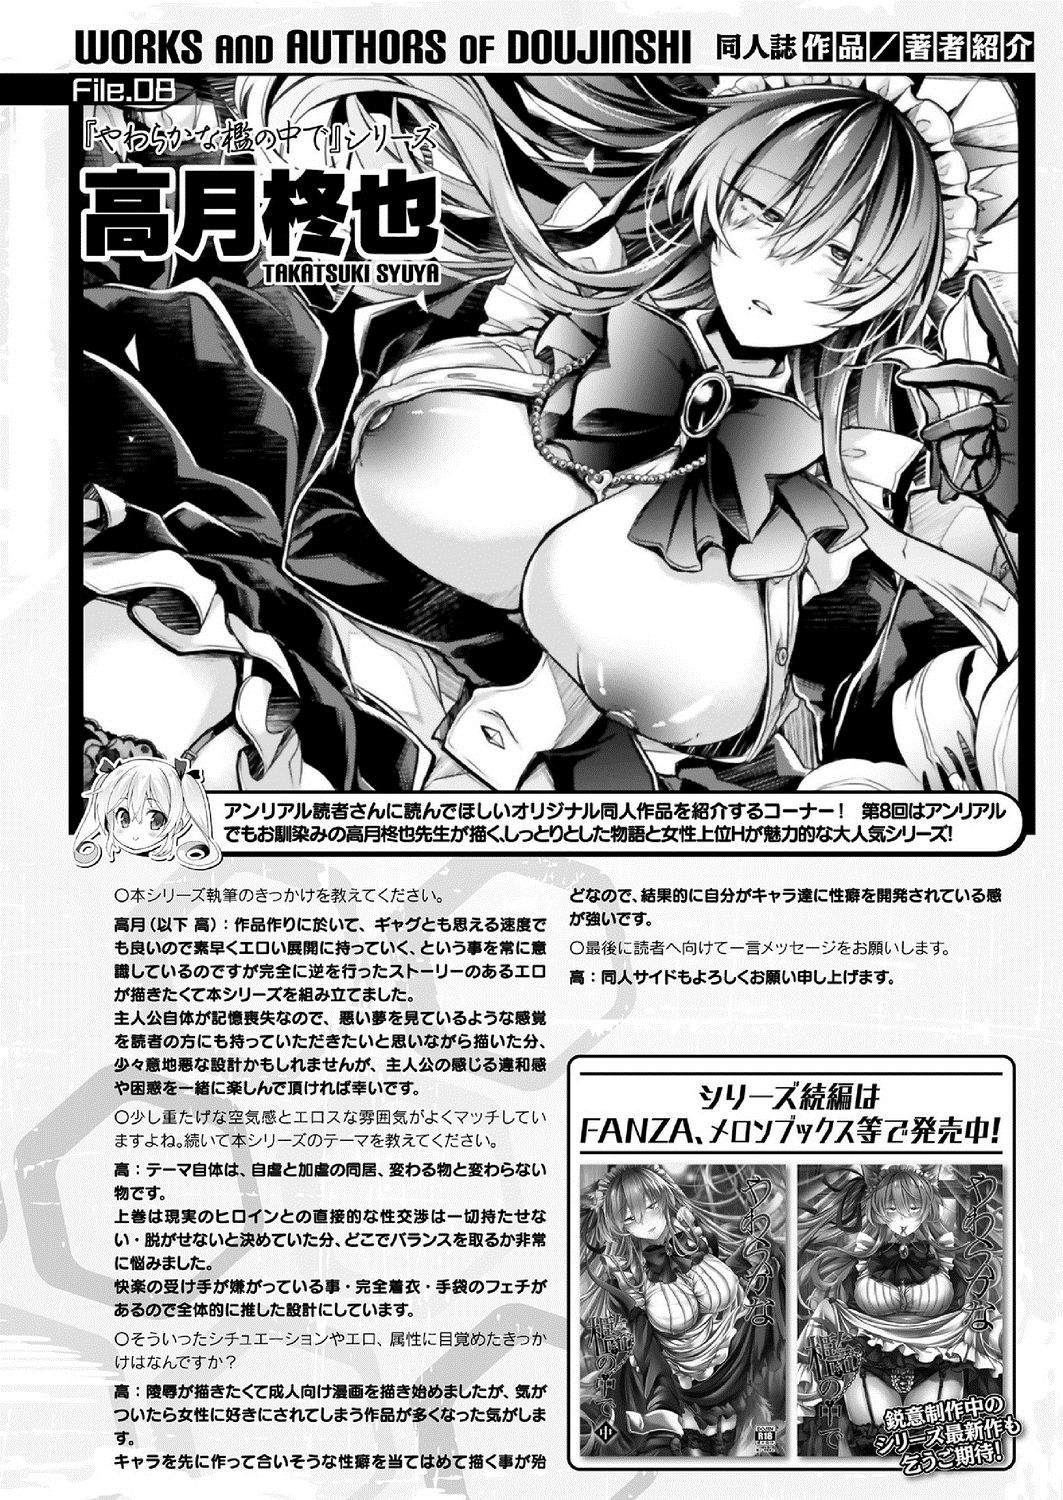 WORKS AND AUTHORS OF DOUJINSHI 同人誌作品／著者紹介
File.08
『やわらかな檻の中で』シリーズ
高月柊也
TAKATSUKI SYUYA
アンリアル読者さんに読んでほしいオリジナル同人作品を紹介するコーナー！　第8回はアンリアル
でもお馴染みの高月柊也先生が描く、しっとりとした物語と女性上位Hが魅力的な大人気シリーズ！
○本シリーズ執筆のきっかけを教えてください。
高月（以下 高）：作品作りに於いて、ギャグとも思える速度で
も良いので素早くエロい展開に持っていく、という事を常に意
識しているのですが完全に逆を行ったストーリーのあるエロ
が描きたくて本シリーズを組み立てました。
主人公自体が記憶喪失なので、悪い夢を見ているような感覚
を読者の方にも持っていただきたいと思いながら描いた分、
少々意地悪な設計かもしれませんが、主人公の感じる違和感
や困惑を一緒に楽しんで頂ければ幸いです。
○少し重たげな空気感とエロスな雰囲気がよくマッチしてい
ますよね。続いて本シリーズのテーマを教えてください。
高：テーマ自体は、自虐と加虐の同居、変わる物と変わらない
物です。
上巻は現実のヒロインとの直接的な性交渉は一切持たせな
い・脱がせないと決めていた分、どこでバランスを取るか非常
に悩みました。
快楽の受け手が嫌がっている事・完全着衣・手袋のフェチが
あるので全体的に推した設計にしています。
○そういったシチュエーションやエロ、属性に目覚めたきっか
けはなんですか？
高：陵辱が描きたくて成人向け漫画を描き始めましたが、気が
ついたら女性に好きにされてしまう作品が多くなった気がしま
す。
キャラを先に作って合いそうな性癖を当てはめて描く事が殆
どなので、結果的に自分がキャラ達に性癖を開発されている感
が強いです。
○最後に読者へ向けて一言メッセージをお願いします。
高：同人サイドもよろしくお願い申し上げます。
シリーズ続編は
FANZA、メロンブックス等で発売中！
やわらかな
檻の中で
中
R18
やわらかな
檻の中で
鋭意制作中の
シリーズ最新作も
乞うご期待！